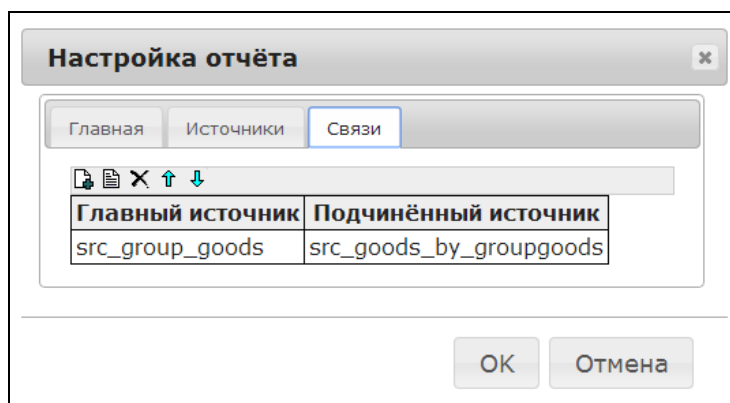 Настройка отчёта
Главная Источники Связи
Главный источник Подчинённый источник
src_group_goods src_goods_by_groupgoods
OK Отмена